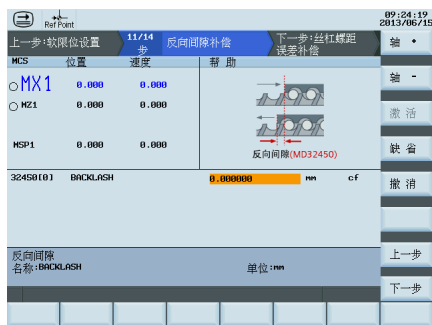 Ref Point
09:24:19
2013/06/15
上一步:软限位设置
11/14
步
反向间隙补偿
下一步:丝杠螺距误差补偿
轴 +
MCS 位置 速度 帮 助
MX1 0.000 0.000
轴 -
MZ1 0.000 0.000
激 活
MSP1 0.000 0.000
反向间隙(MD32450)
缺 省
32450[0] BACKLASH 0.000000 mm cf
撤 消
反向间隙
名称:BACKLASH 单位:mm
上一步
下一步